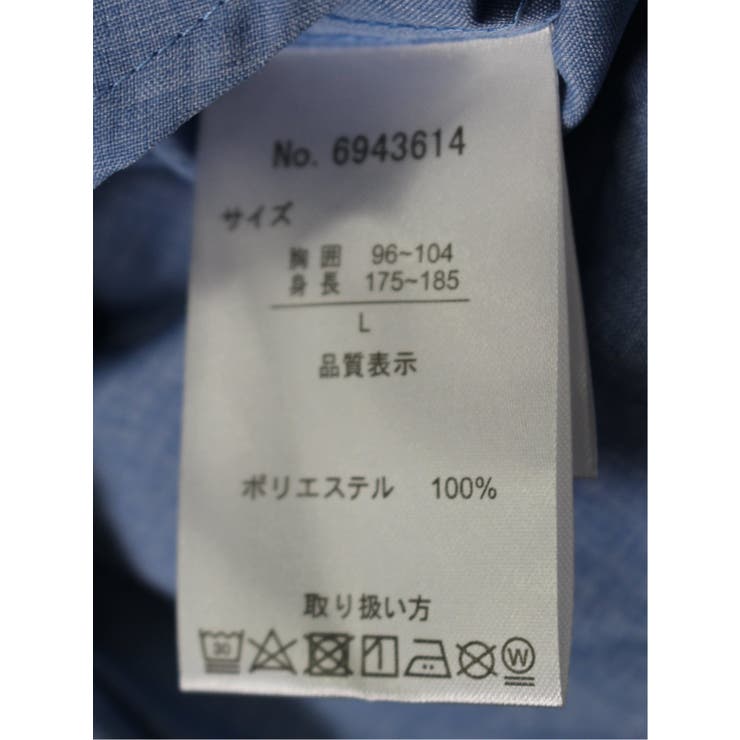 No. 6943614
サイズ
胸囲 96~104
身長 175~185
L
品質表示
ポリエステル 100%
取り扱い方
30
W